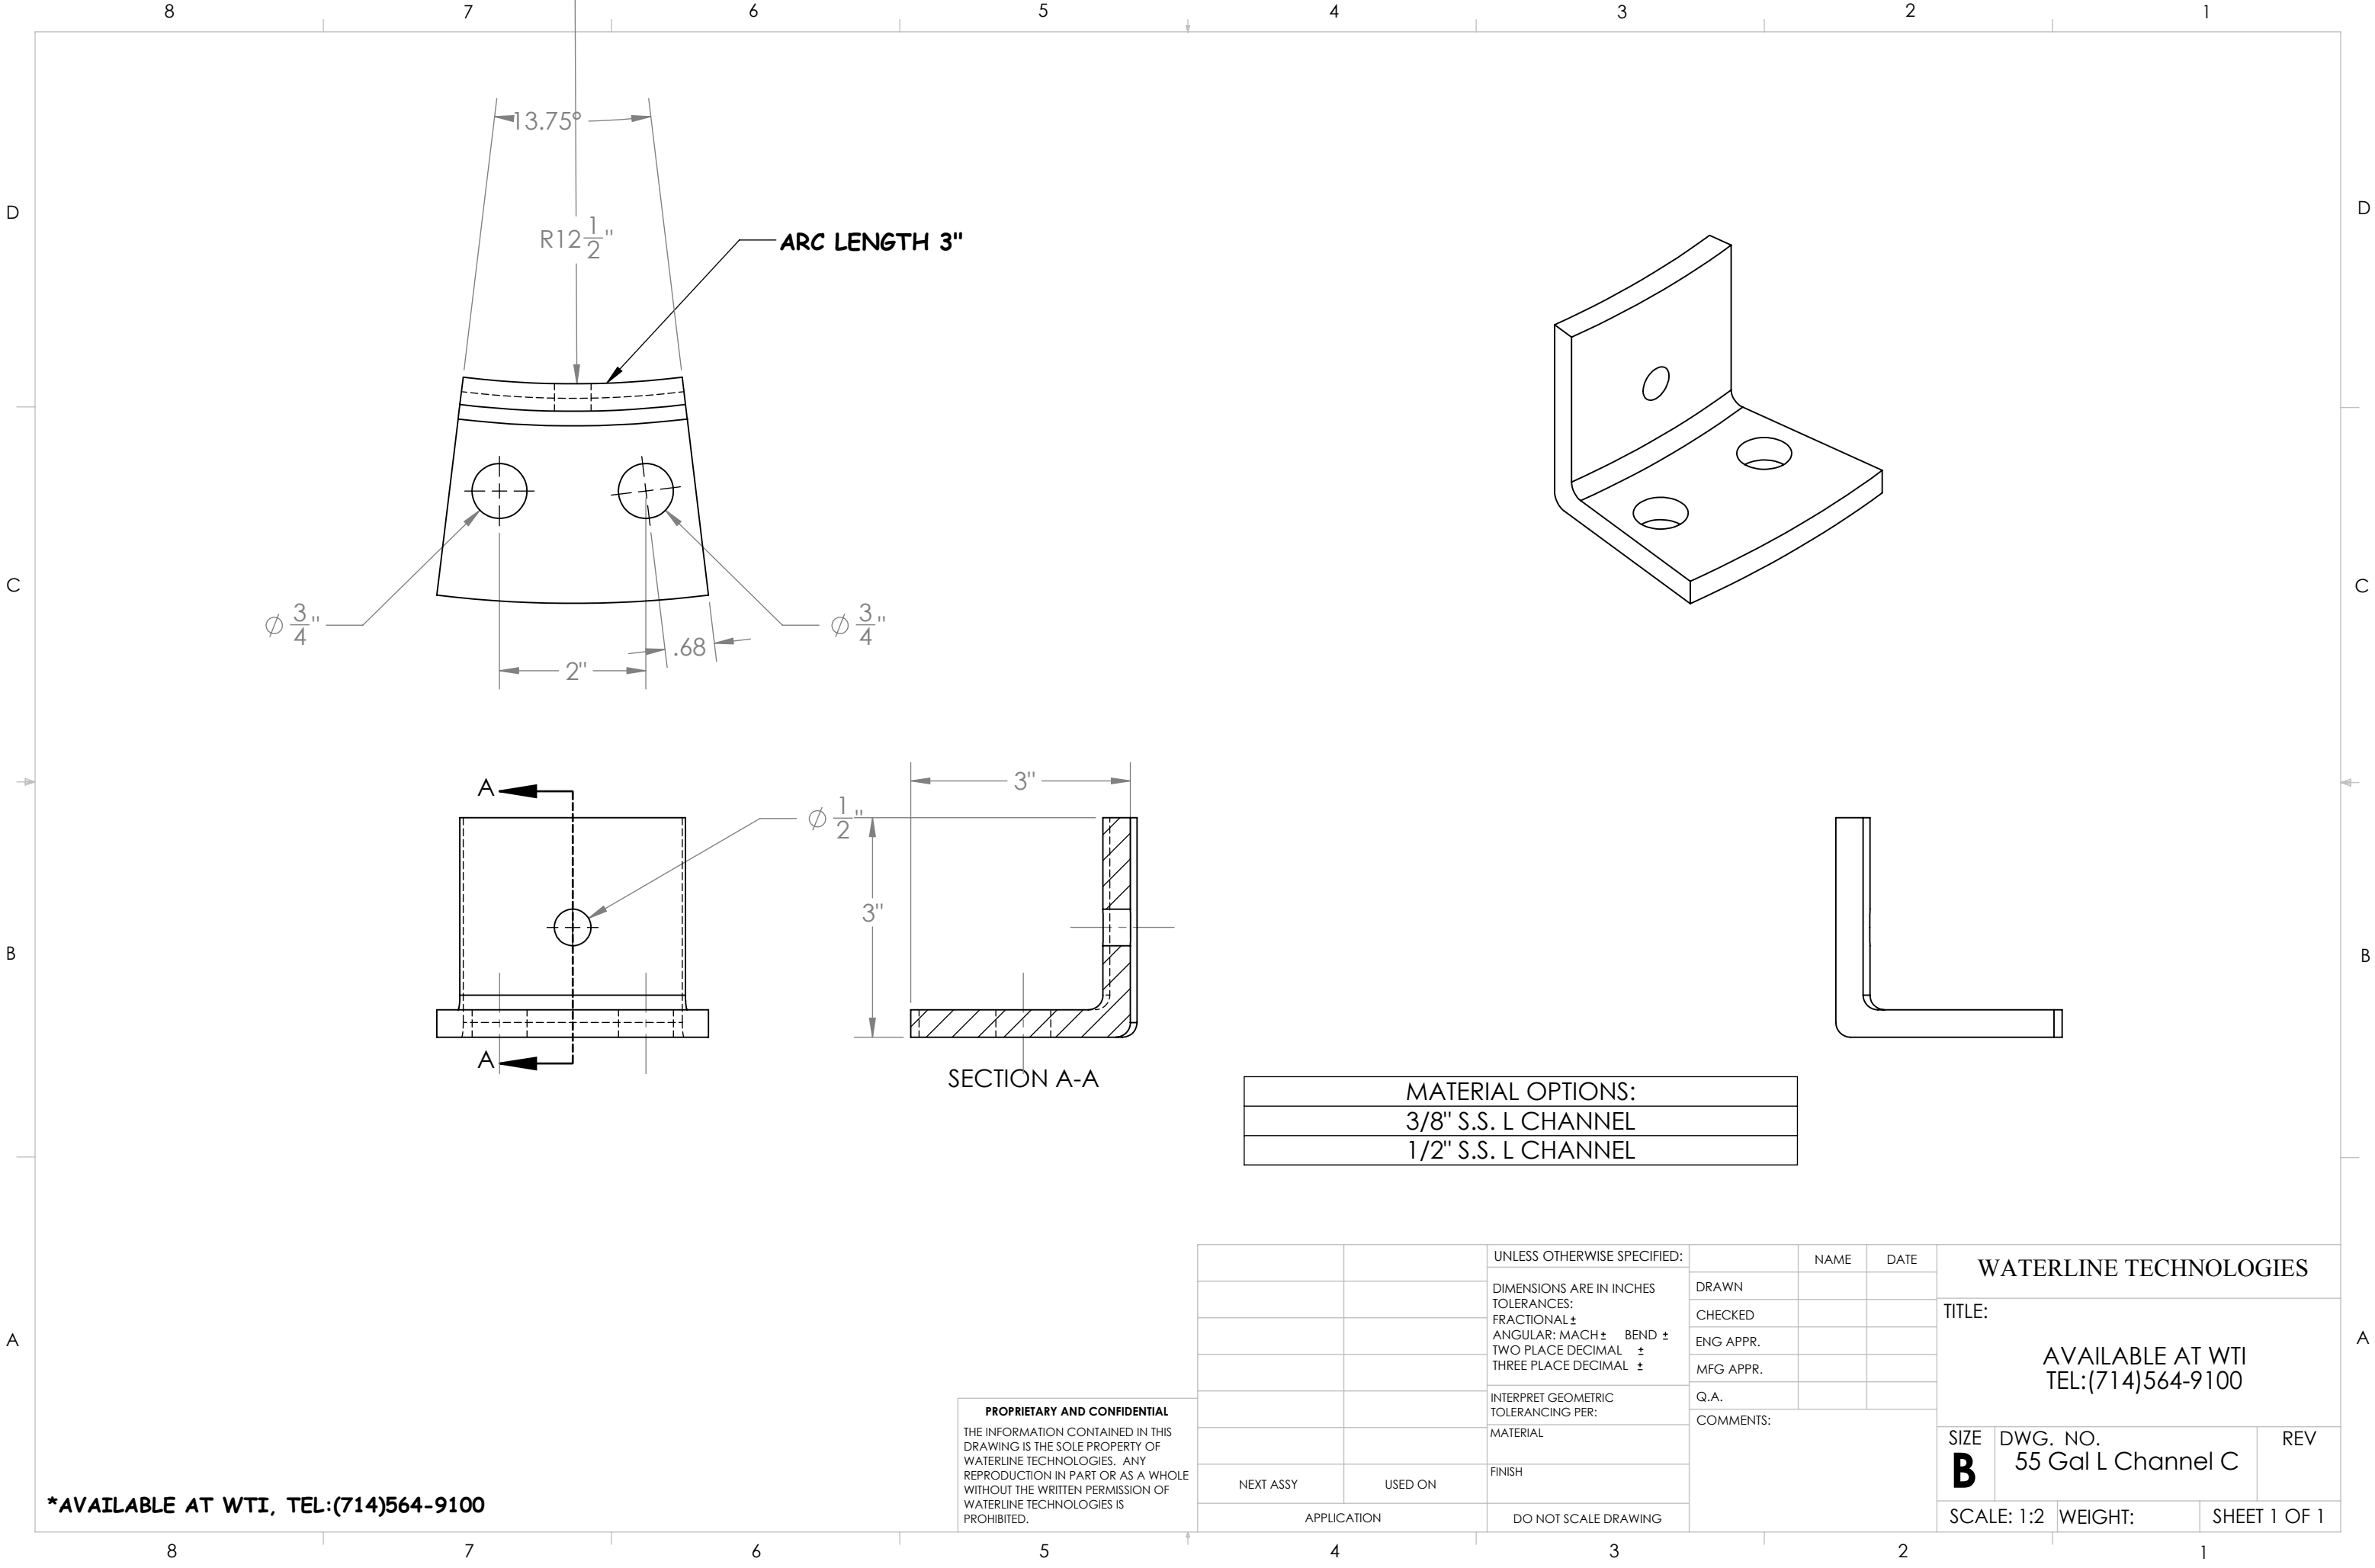 8 7 6 5 4 3 2 1
D D
C C
B B
A A
13.75°
R12 1/2"
ARC LENGTH 3"
∅ 3/4"
∅ 3/4"
.68
2"
A
A
∅ 1/2"
3"
3"
SECTION A-A
MATERIAL OPTIONS:
3/8" S.S. L CHANNEL
1/2" S.S. L CHANNEL
*AVAILABLE AT WTI, TEL:(714)564-9100
PROPRIETARY AND CONFIDENTIAL
THE INFORMATION CONTAINED IN THIS
DRAWING IS THE SOLE PROPERTY OF
WATERLINE TECHNOLOGIES. ANY
REPRODUCTION IN PART OR AS A WHOLE
WITHOUT THE WRITTEN PERMISSION OF
WATERLINE TECHNOLOGIES IS
PROHIBITED.
NEXT ASSY
USED ON
APPLICATION
UNLESS OTHERWISE SPECIFIED:
DIMENSIONS ARE IN INCHES
TOLERANCES:
FRACTIONAL ±
ANGULAR: MACH ± BEND ±
TWO PLACE DECIMAL ±
THREE PLACE DECIMAL ±
INTERPRET GEOMETRIC
TOLERANCING PER:
MATERIAL
FINISH
DO NOT SCALE DRAWING
NAME DATE
DRAWN
CHECKED
ENG APPR.
MFG APPR.
Q.A.
COMMENTS:
WATERLINE TECHNOLOGIES
TITLE:
AVAILABLE AT WTI
TEL:(714)564-9100
SIZE
B
DWG. NO.
55 Gal L Channel C
REV
SCALE: 1:2 WEIGHT: SHEET 1 OF 1
8 7 6 5 4 3 2 1